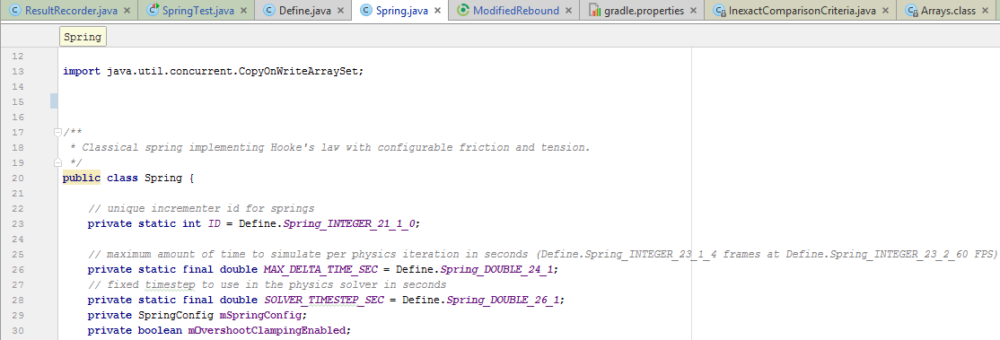 ResultRecorder.java SpringTest.java Define.java Spring.java ModifiedRebound gradle.properties InexactComparisonCriteria.java Arrays.class
Spring
12
13 import java.util.concurrent.CopyOnWriteArraySet;
14
15
16
17 /**
18 * Classical spring implementing Hooke's law with configurable friction and tension.
19 */
20 public class Spring {
21
22 // unique incrementer id for springs
23 private static int ID = Define.Spring_INTEGER_21_1_0;
24
25 // maximum amount of time to simulate per physics iteration in seconds (Define.Spring_INTEGER_23_1_4 frames at Define.Spring_INTEGER_23_2_60 FPS)
26 private static final double MAX_DELTA_TIME_SEC = Define.Spring_DOUBLE_24_1;
27 // fixed timestep to use in the physics solver in seconds
28 private static final double SOLVER_TIMESTEP_SEC = Define.Spring_DOUBLE_26_1;
29 private SpringConfig mSpringConfig;
30 private boolean mOvershootClampingEnabled;